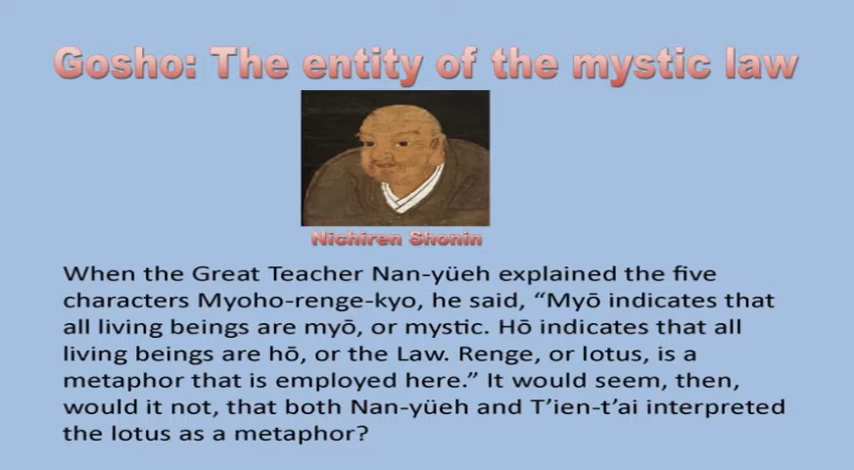 Gosho: The entity of the mystic law
Nichiren Shonin
When the Great Teacher Nan-yüeh explained the five
characters Myoho-renge-kyo, he said, “Myō indicates that
all living beings are myō, or mystic. Hō indicates that all
living beings are hō, or the Law. Renge, or lotus, is a
metaphor that is employed here.” It would seem, then,
would it not, that both Nan-yüeh and T’ien-t’ai interpreted
the lotus as a metaphor?